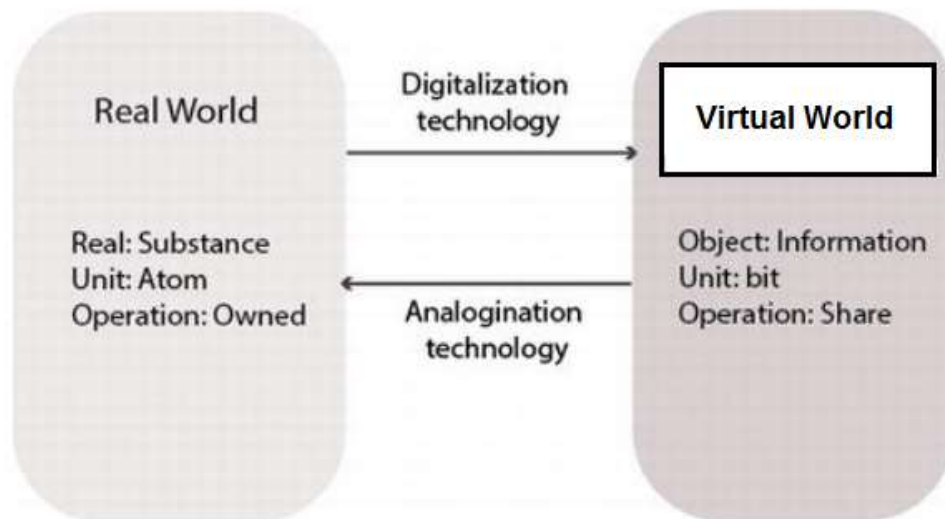 Real World
Real: Substance
Unit: Atom
Operation: Owned
Digitalization
technology
Analogination
technology
Virtual World
Object: Information
Unit: bit
Operation: Share